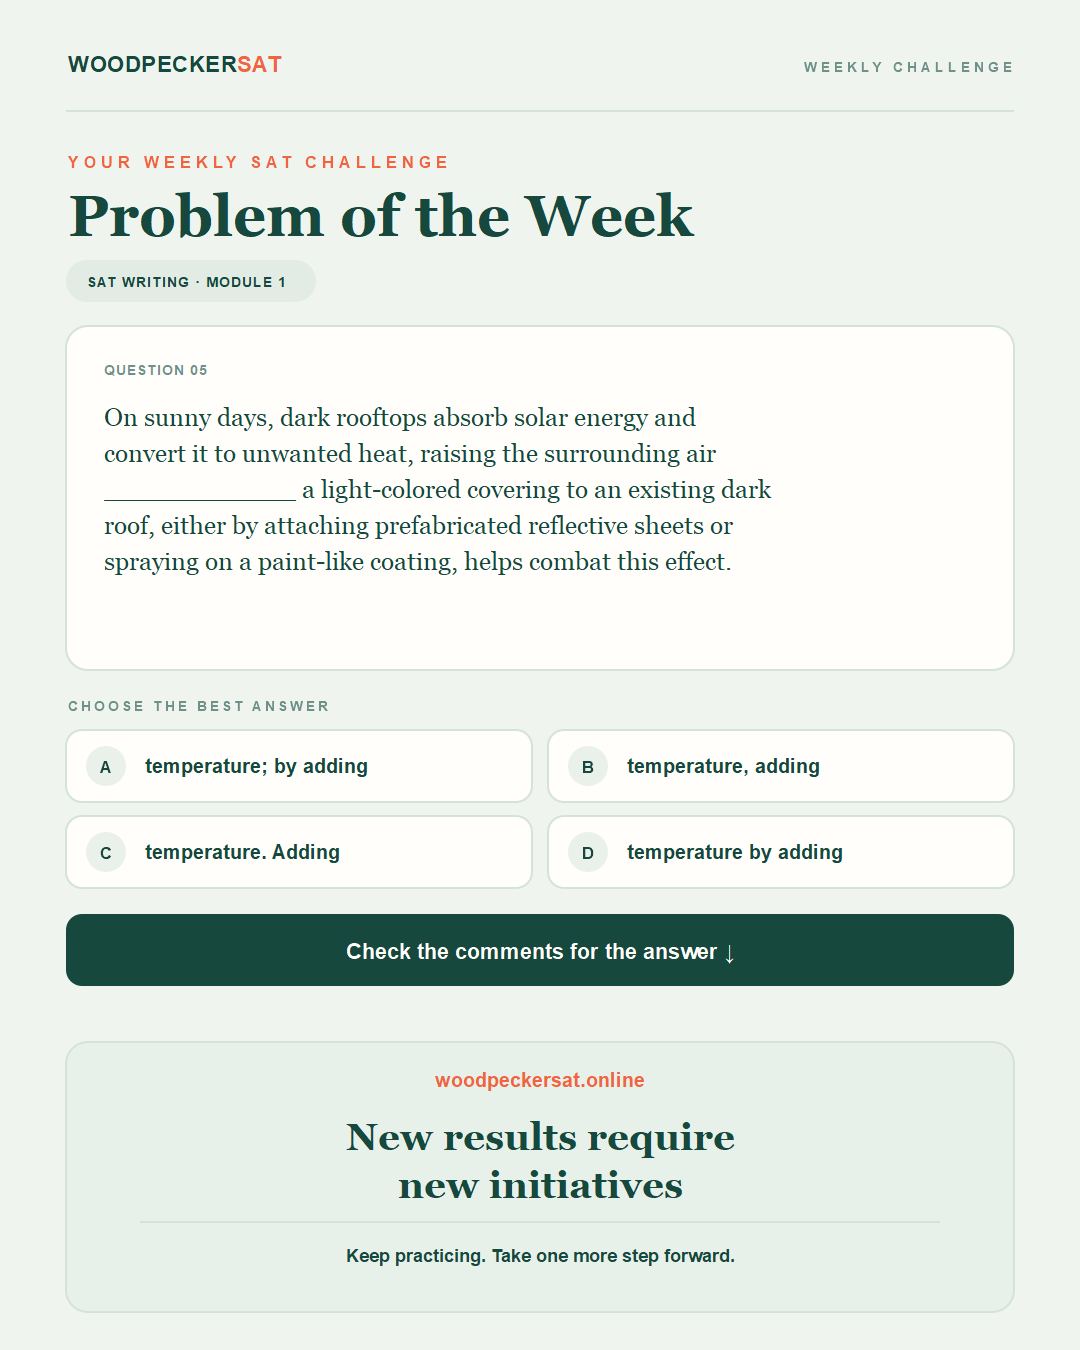 WOODPECKERSAT
WEEKLY CHALLENGE
YOUR WEEKLY SAT CHALLENGE
Problem of the Week
SAT WRITING · MODULE 1
QUESTION 05
On sunny days, dark rooftops absorb solar energy and
convert it to unwanted heat, raising the surrounding air
________________ a light-colored covering to an existing dark
roof, either by attaching prefabricated reflective sheets or
spraying on a paint-like coating, helps combat this effect.
CHOOSE THE BEST ANSWER
A temperature; by adding
B temperature, adding
C temperature. Adding
D temperature by adding
Check the comments for the answer ↓
woodpeckersat.online
New results require
new initiatives
Keep practicing. Take one more step forward.